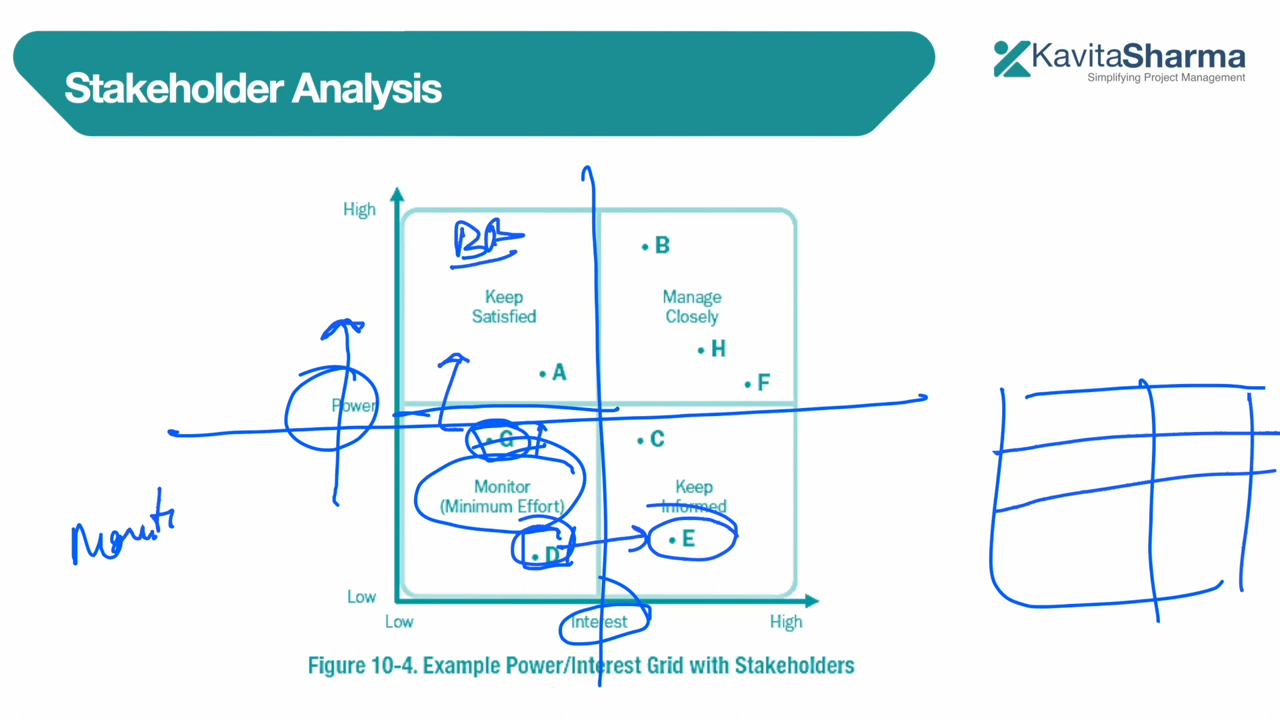 Stakeholder Analysis
KavitaSharma
Simplifying Project Management
High
B
Keep
Satisfied
Manage
Closely
H
A
F
Power
G
C
Monitor
(Minimum Effort)
Keep
Informed
E
D
Low
Low
Interest
High
Figure 10-4. Example Power/Interest Grid with Stakeholders